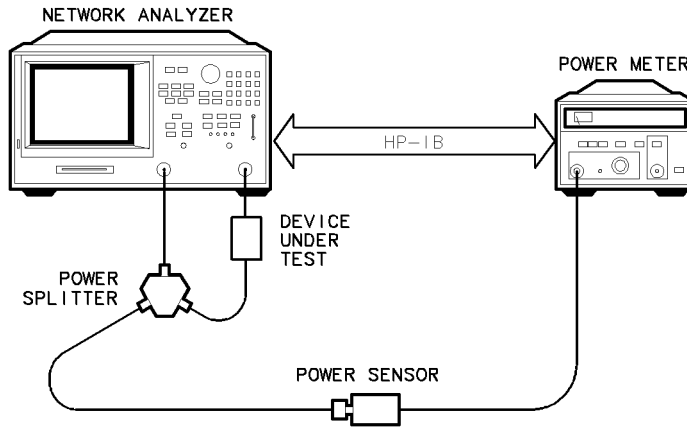 NETWORK ANALYZER
POWER METER
HP-IB
DEVICE
UNDER
TEST
POWER
SPLITTER
POWER SENSOR